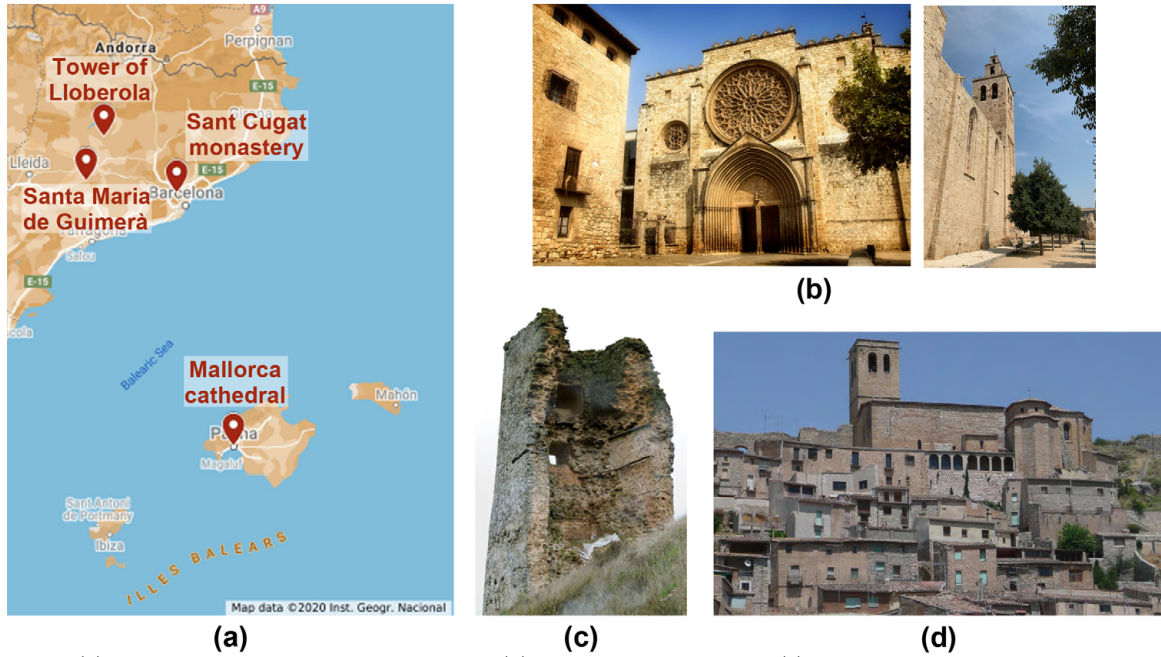 A9
Perpignan
Andorra
Tower of
Lloberola
E-15
Girona
Sant Cugat
monastery
Lleida
E-15
Barcelona
Santa Maria
de Guimerà
Tarragona
Salou
E-15
Balearic Sea
Mallorca
cathedral
Mahón
Palma
Magaluf
Sant Antoni
de Portmany
Ibiza
ILLES BALEARS
Map data ©2020 Inst. Geogr. Nacional
(a)
(b)
(c)
(d)